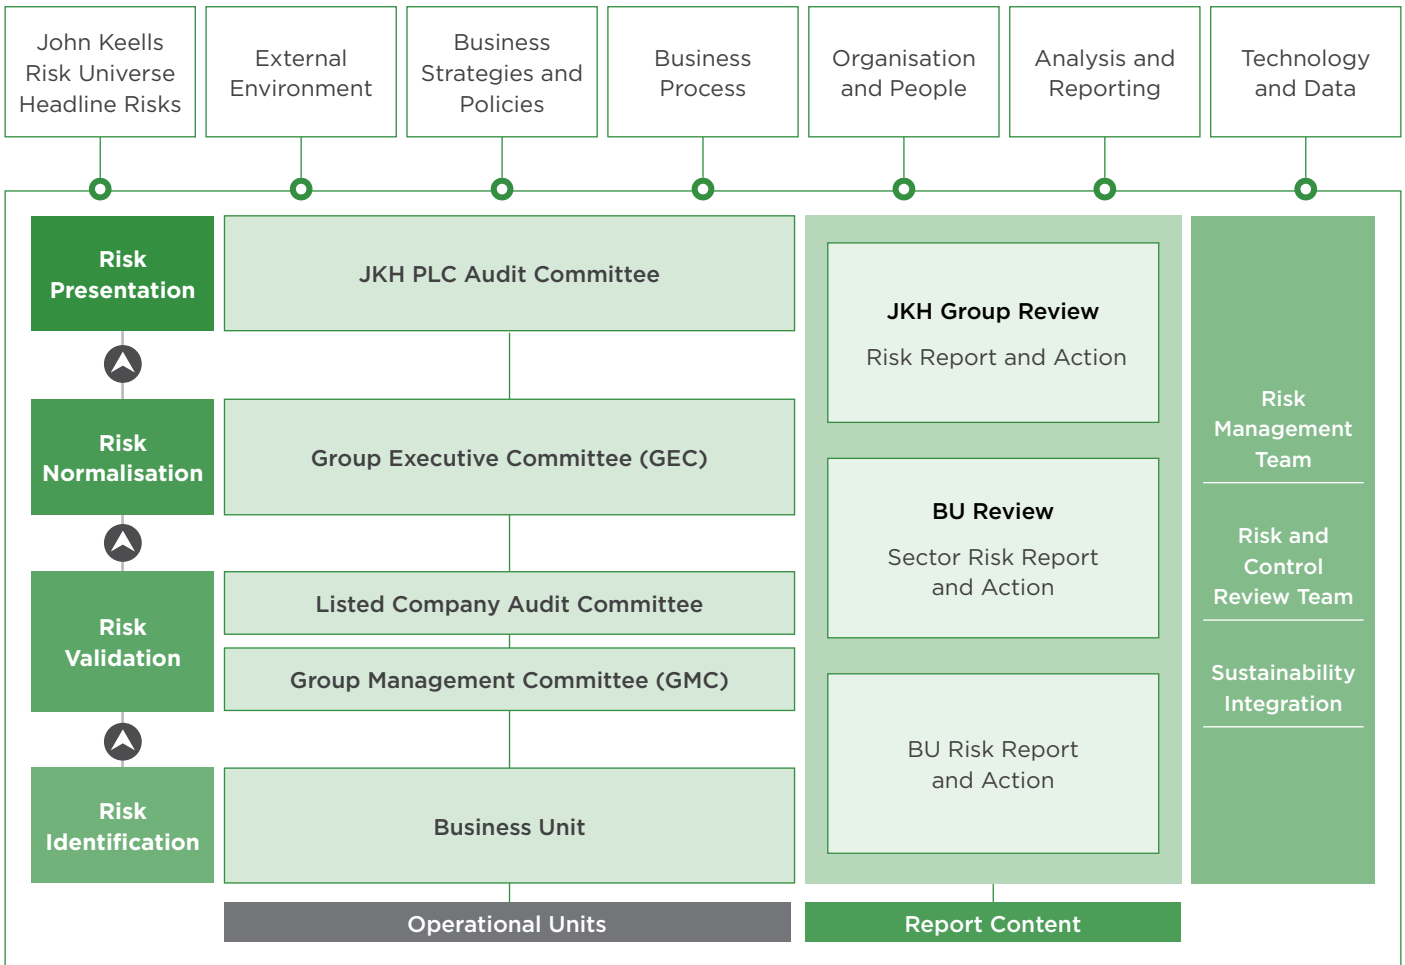 John Keells
Risk Universe
Headline Risks
External
Environment
Business
Strategies and
Policies
Business
Process
Organisation
and People
Analysis and
Reporting
Technology
and Data
Risk
Presentation
JKH PLC Audit Committee
Risk
Normalisation
Group Executive Committee (GEC)
Risk
Validation
Listed Company Audit Committee
Group Management Committee (GMC)
Risk
Identification
Business Unit
Operational Units
JKH Group Review
Risk Report and Action
BU Review
Sector Risk Report
and Action
BU Risk Report
and Action
Report Content
Risk
Management
Team
Risk and
Control
Review Team
Sustainability
Integration